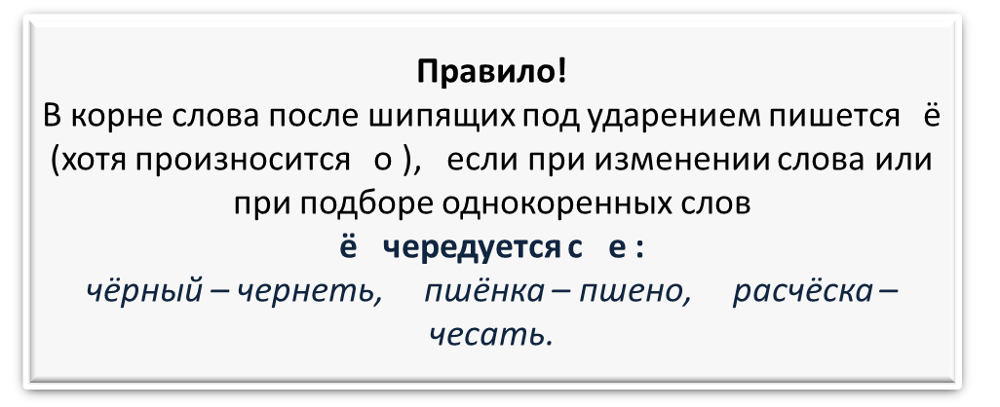 Правило!
В корне слова после шипящих под ударением пишется ё
(хотя произносится о ), если при изменении слова или
при подборе однокоренных слов
ё чередуется с е :
чёрный – чернеть, пшёнка – пшено, расчёска –
чесать.